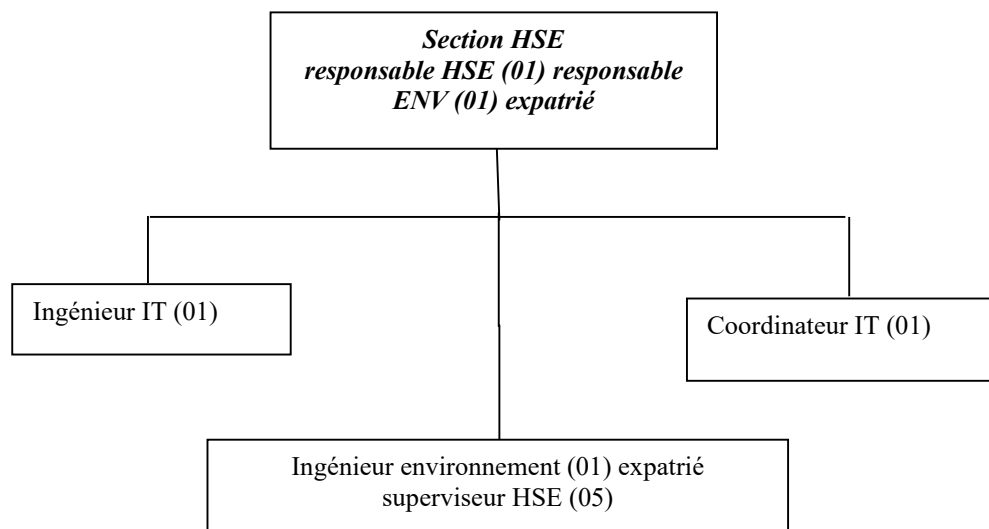 Section HSE
responsable HSE (01) responsable
ENV (01) expatrié
Ingénieur IT (01)
Coordinateur IT (01)
Ingénieur environnement (01) expatrié
superviseur HSE (05)